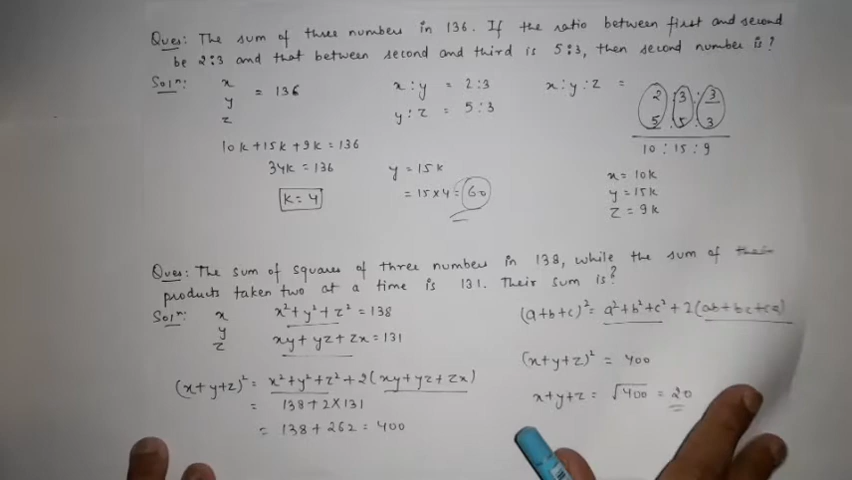 Ques: The sum of three numbers in 136. If the ratio between first and second
be 2:3 and that between second and third is 5:3, then second number is?
Soln: x
y = 136
z
x:y = 2:3
y:z = 5:3
x:y:z =
2 : 3 : 3
5 : 5 : 3
10 : 15 : 9
10k+15k+9k=136
34k=136
k=4
y = 15k
= 15×4 = 60
x = 10k
y = 15k
z = 9k
Ques: The sum of squares of three numbers in 138, while the sum of their
products taken two at a time is 131. Their sum is?
Soln: x
y
z
x²+y²+z² = 138
xy+yz+zx = 131
(a+b+c)² = a²+b²+c²+2(ab+bc+ca)
(x+y+z)² = x²+y²+z²+2(xy+yz+zx)
= 138+2×131
= 138+262 = 400
(x+y+z)² = 400
x+y+z = √400 = 20